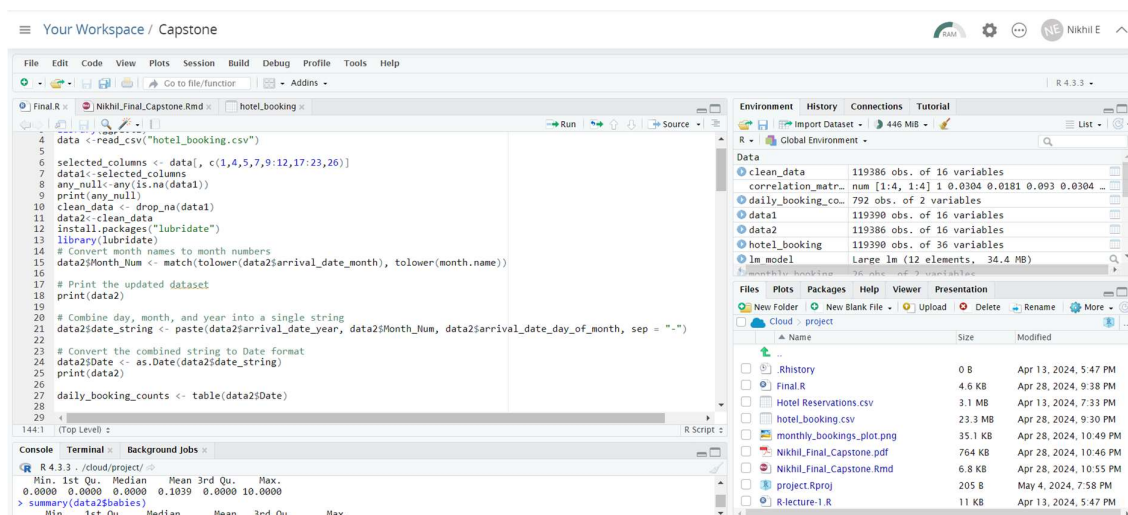 Your Workspace / Capstone
RAM
NE Nikhil E
File Edit Code View Plots Session Build Debug Profile Tools Help
Go to file/function Addins
R 4.3.3
Final.R Nikhil_Final_Capstone.Rmd hotel_booking
Run Source
4 data <-read_csv("hotel_booking.csv")
5
6 selected_columns <- data[, c(1,4,5,7,9:12,17:23,26)]
7 data1<-selected_columns
8 any_null<-any(is.na(data1))
9 print(any_null)
10 clean_data <- drop_na(data1)
11 data2<-clean_data
12 install.packages("lubridate")
13 library(lubridate)
14 # Convert month names to month numbers
15 data2$Month_Num <- match(tolower(data2$arrival_date_month), tolower(month.name))
16
17 # Print the updated dataset
18 print(data2)
19
20 # Combine day, month, and year into a single string
21 data2$date_string <- paste(data2$arrival_date_year, data2$Month_Num, data2$arrival_date_day_of_month, sep = "-")
22
23 # Convert the combined string to Date format
24 data2$Date <- as.Date(data2$date_string)
25 print(data2)
26
27 daily_booking_counts <- table(data2$Date)
28
29
144:1 (Top Level) R Script
Console Terminal Background Jobs
R 4.3.3 . /cloud/project/
Min. 1st Qu. Median Mean 3rd Qu. Max.
0.0000 0.0000 0.0000 0.1039 0.0000 10.0000
> summary(data2$babies)
Min. 1st Qu. Median Mean 3rd Qu. Max.
Environment History Connections Tutorial
Import Dataset 446 MiB List
R Global Environment
Data
clean_data 119386 obs. of 16 variables
correlation_matr… num [1:4, 1:4] 1 0.0304 0.0181 0.093 0.0304 …
daily_booking_co… 792 obs. of 2 variables
data1 119390 obs. of 16 variables
data2 119386 obs. of 16 variables
hotel_booking 119390 obs. of 36 variables
lm_model Large lm (12 elements, 34.4 MB)
monthly_booking 26 obs. of 2 variables
Files Plots Packages Help Viewer Presentation
New Folder New Blank File Upload Delete Rename More
Cloud project
Name Size Modified
..
.Rhistory 0 B Apr 13, 2024, 5:47 PM
Final.R 4.6 KB Apr 28, 2024, 9:38 PM
Hotel Reservations.csv 3.1 MB Apr 13, 2024, 7:33 PM
hotel_booking.csv 23.3 MB Apr 28, 2024, 9:30 PM
monthly_bookings_plot.png 35.1 KB Apr 28, 2024, 10:49 PM
Nikhil_Final_Capstone.pdf 764 KB Apr 28, 2024, 10:46 PM
Nikhil_Final_Capstone.Rmd 6.8 KB Apr 28, 2024, 10:55 PM
project.Rproj 205 B May 4, 2024, 7:58 PM
R-lecture-1.R 11 KB Apr 13, 2024, 5:47 PM